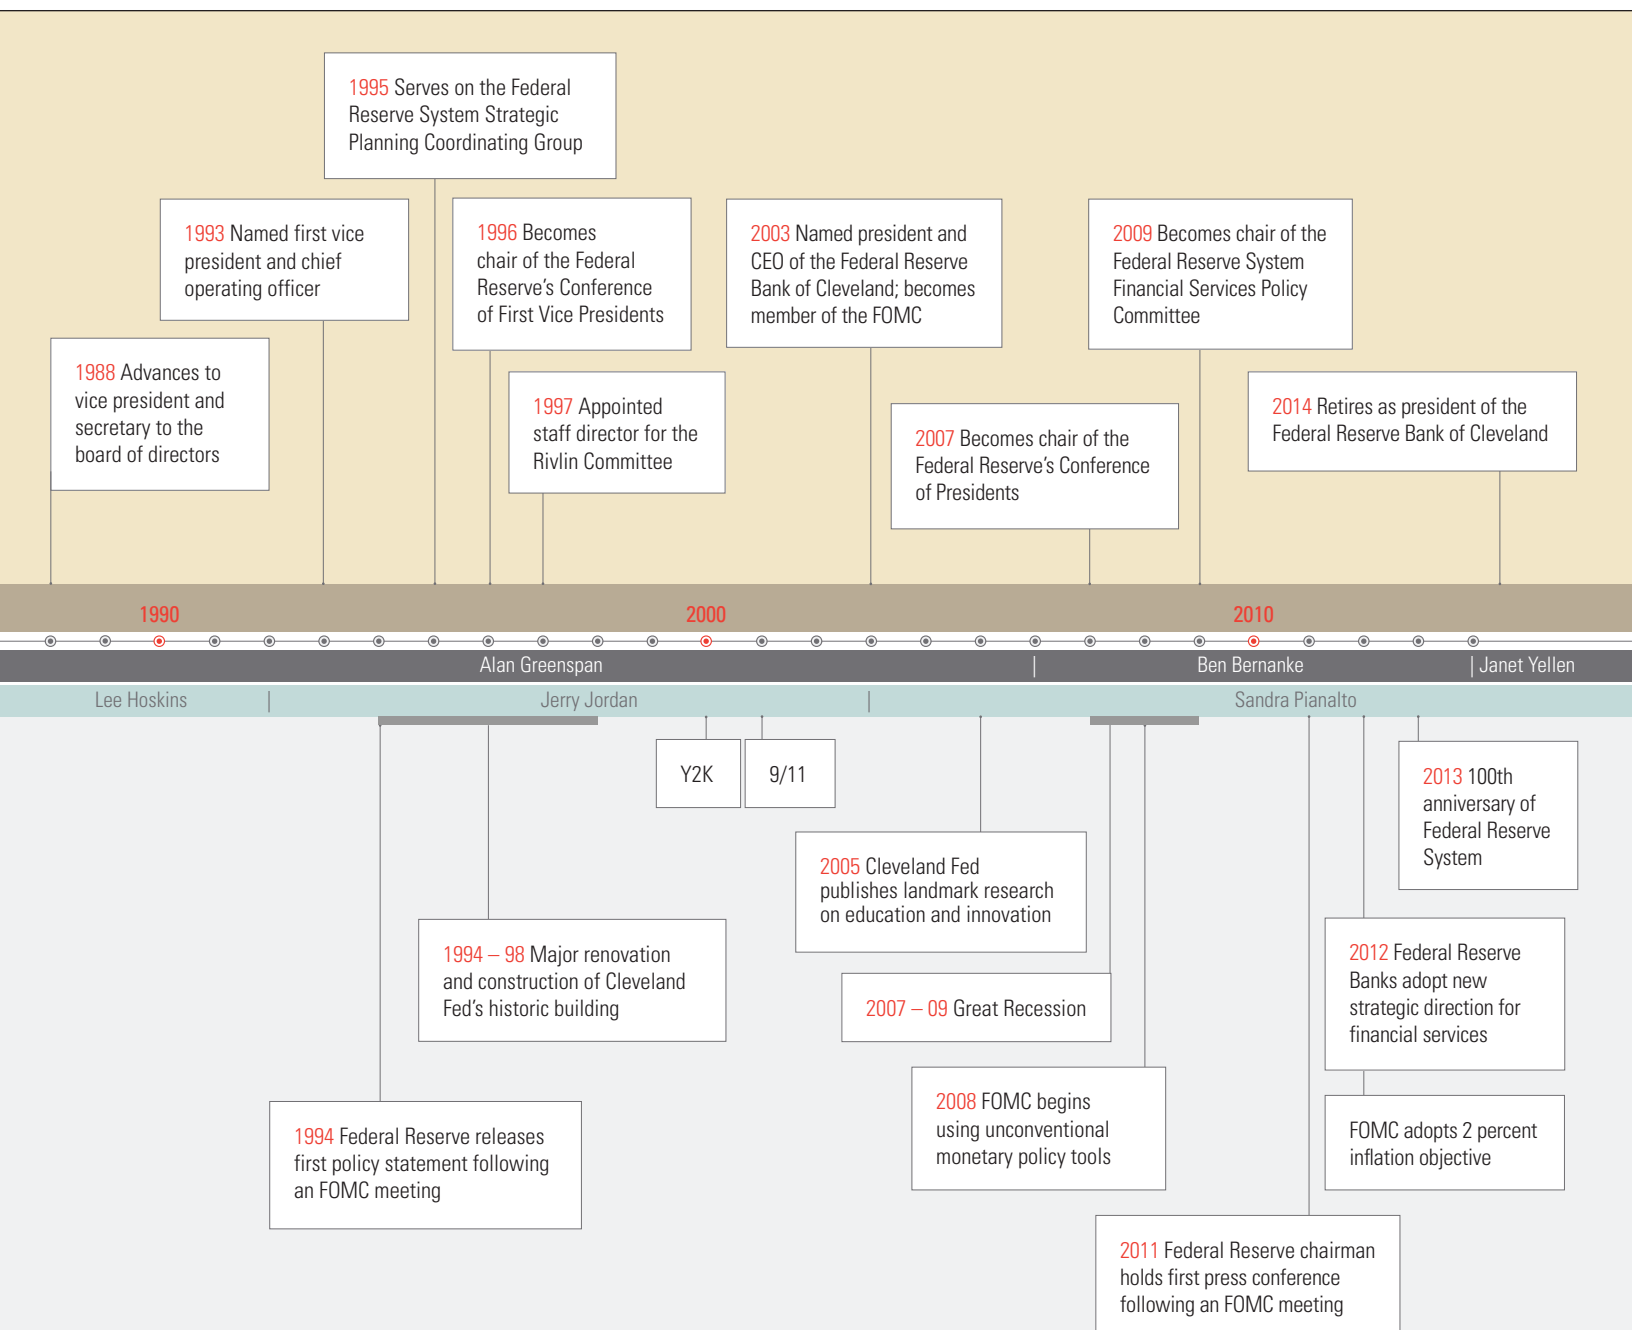 1995 Serves on the Federal
Reserve System Strategic
Planning Coordinating Group
1993 Named first vice
president and chief
operating officer
1996 Becomes
chair of the Federal
Reserve’s Conference
of First Vice Presidents
2003 Named president and
CEO of the Federal Reserve
Bank of Cleveland; becomes
member of the FOMC
2009 Becomes chair of the
Federal Reserve System
Financial Services Policy
Committee
1988 Advances to
vice president and
secretary to the
board of directors
1997 Appointed
staff director for the
Rivlin Committee
2007 Becomes chair of the
Federal Reserve’s Conference
of Presidents
2014 Retires as president of the
Federal Reserve Bank of Cleveland
1990
2000
2010
Alan Greenspan | Ben Bernanke | Janet Yellen
Lee Hoskins | Jerry Jordan | Sandra Pianalto
Y2K
9/11
2013 100th
anniversary of
Federal Reserve
System
2005 Cleveland Fed
publishes landmark research
on education and innovation
1994 – 98 Major renovation
and construction of Cleveland
Fed’s historic building
2007 – 09 Great Recession
2012 Federal Reserve
Banks adopt new
strategic direction for
financial services
2008 FOMC begins
using unconventional
monetary policy tools
FOMC adopts 2 percent
inflation objective
1994 Federal Reserve releases
first policy statement following
an FOMC meeting
2011 Federal Reserve chairman
holds first press conference
following an FOMC meeting